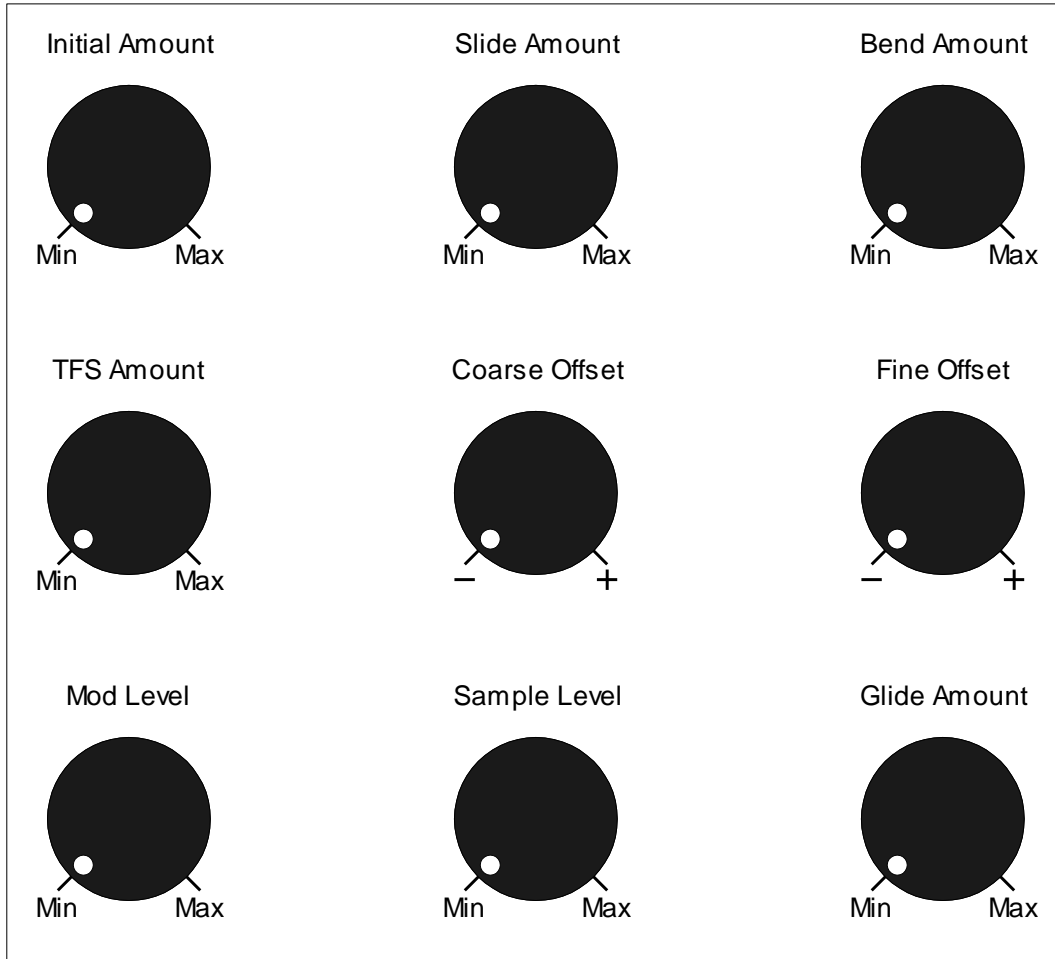 Initial Amount
Slide Amount
Bend Amount
Min Max
Min Max
Min Max
TFS Amount
Coarse Offset
Fine Offset
Min Max
− +
− +
Mod Level
Sample Level
Glide Amount
Min Max
Min Max
Min Max